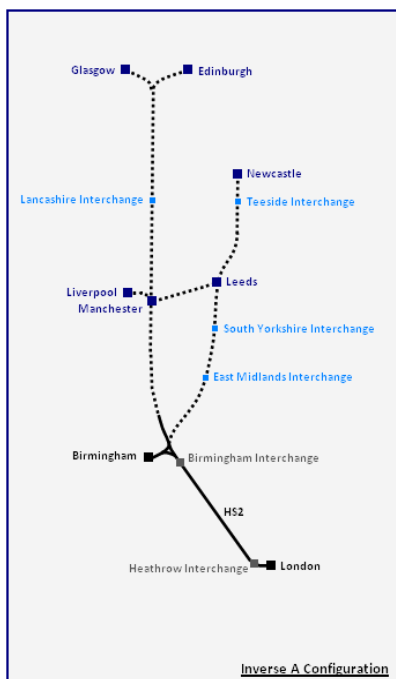 Glasgow
Edinburgh
Newcastle
Lancashire Interchange
Teeside Interchange
Leeds
Liverpool
Manchester
South Yorkshire Interchange
East Midlands Interchange
Birmingham
Birmingham Interchange
HS2
Heathrow Interchange
London
Inverse A Configuration